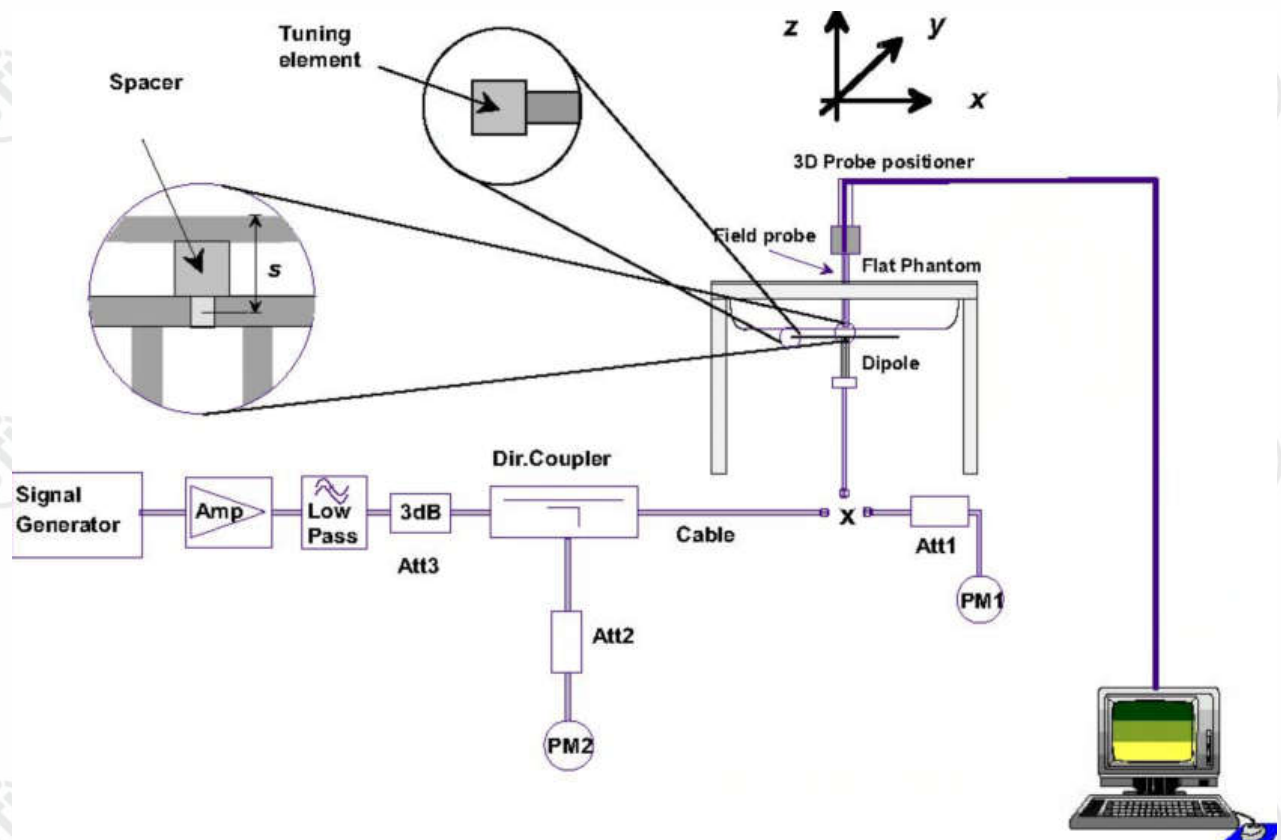 Tuning
element
Spacer
s
z
y
x
3D Probe positioner
Field probe
Flat Phantom
Dipole
Signal
Generator
Amp
Low
Pass
3dB
Att3
Dir.Coupler
Cable
x
Att1
PM1
Att2
PM2